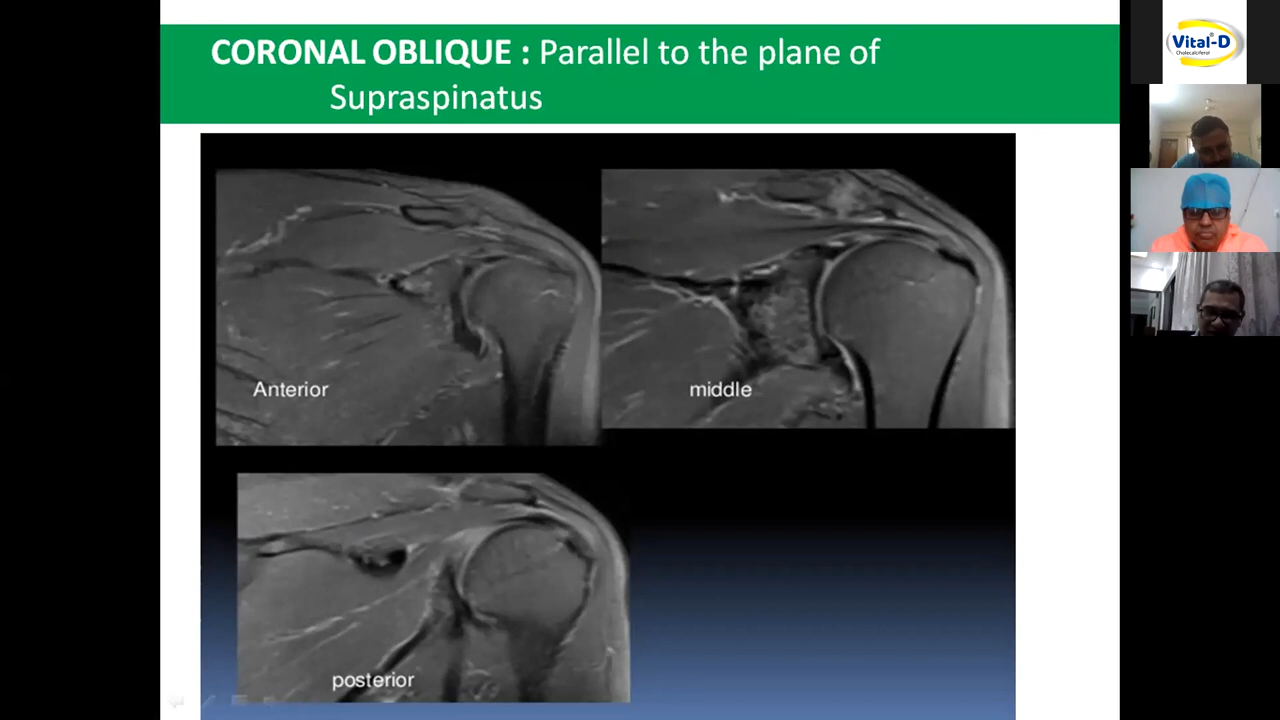 CORONAL OBLIQUE : Parallel to the plane of
Supraspinatus
Anterior
middle
posterior
Vital-D
Cholecalciferol